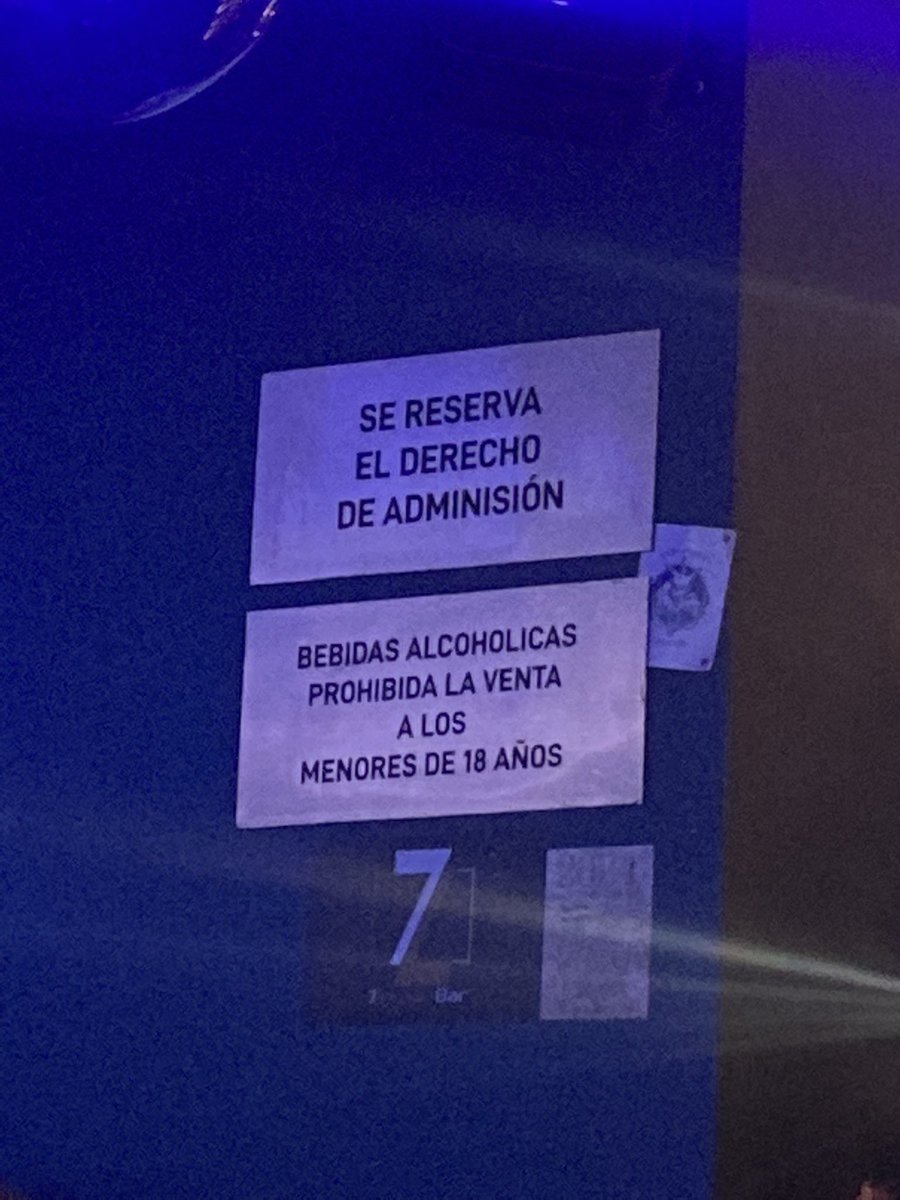 SE RESERVA
EL DERECHO
DE ADMINISIÓN
BEBIDAS ALCOHOLICAS
PROHIBIDA LA VENTA
A LOS
MENORES DE 18 AÑOS
7
Bar